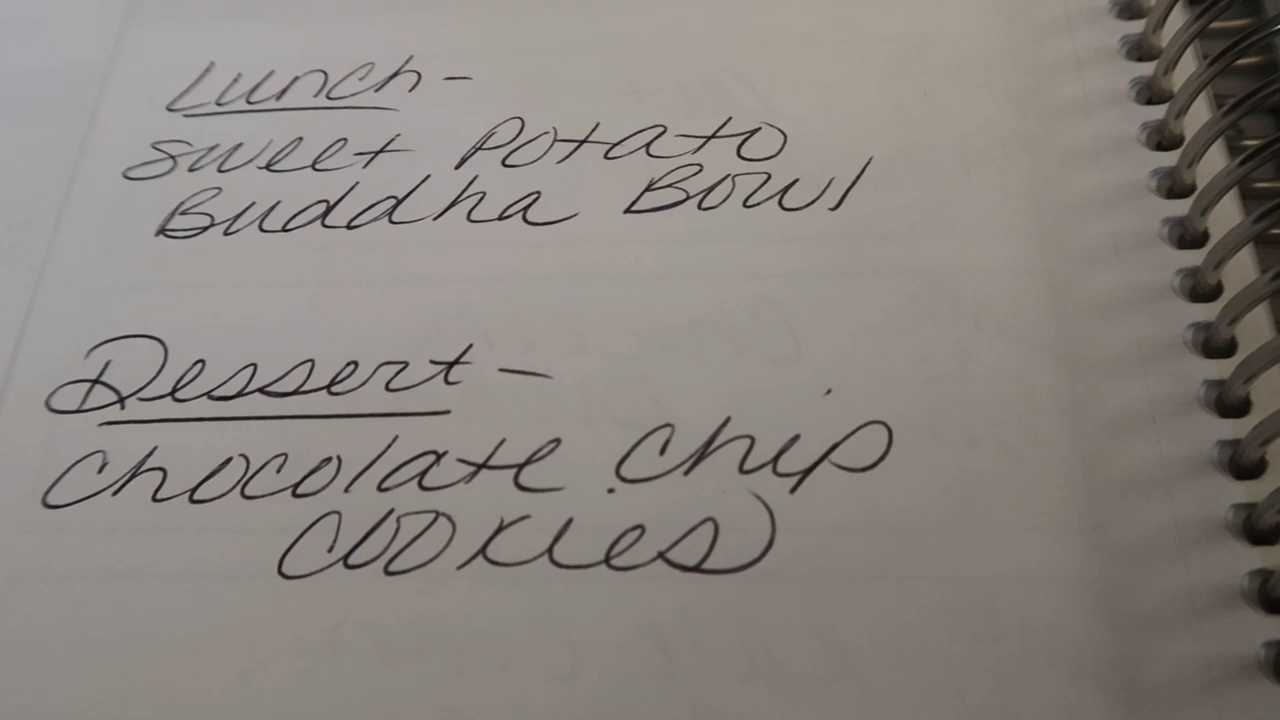 Lunch-
Sweet Potato
Buddha Bowl
Dessert-
Chocolate Chip
Cookies